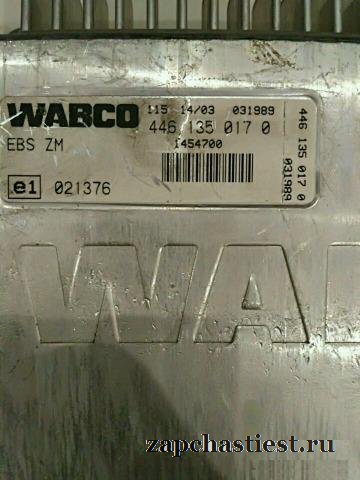 WABCO 115 14/03 031989
446 135 017 0
EBS ZM 1454700
e1 021376
446 135 017 0
031989
WA
zapchastiest.ru